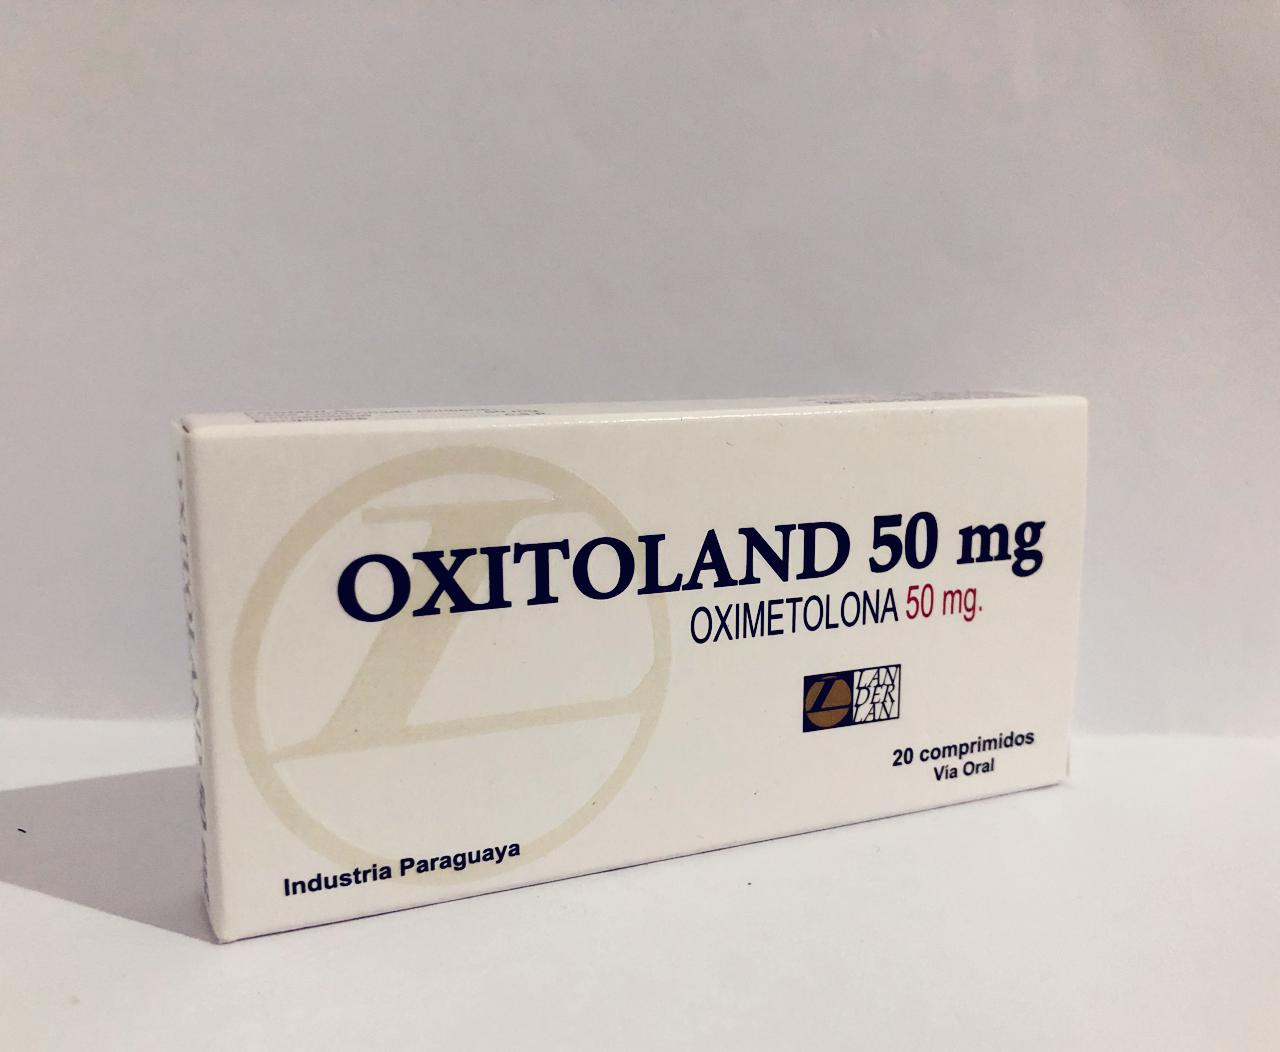 OXITOLAND 50 mg
OXIMETOLONA 50 mg.
LAN
DER
LAN
20 comprimidos
Vía Oral
Industria Paraguaya